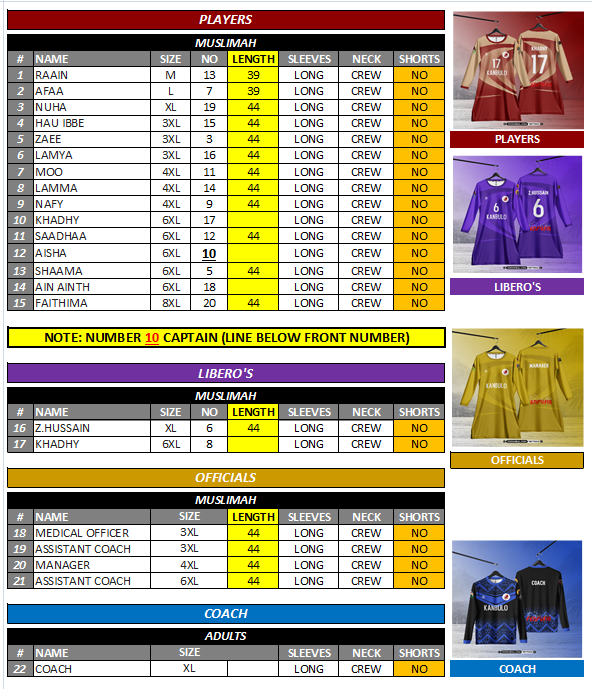 PLAYERS
MUSLIMAH
# NAME SIZE NO LENGTH SLEEVES NECK SHORTS
1 RAAIN M 13 39 LONG CREW NO
2 AFAA L 7 39 LONG CREW NO
3 NUHA XL 19 44 LONG CREW NO
4 HAU IBBE 3XL 15 44 LONG CREW NO
5 ZAEE 3XL 3 44 LONG CREW NO
6 LAMYA 3XL 16 44 LONG CREW NO
7 MOO 4XL 11 44 LONG CREW NO
8 LAMMA 4XL 14 44 LONG CREW NO
9 NAFY 4XL 9 44 LONG CREW NO
10 KHADHY 6XL 17 LONG CREW NO
11 SAADHAA 6XL 12 44 LONG CREW NO
12 AISHA 6XL 10 LONG CREW NO
13 SHAAMA 6XL 5 44 LONG CREW NO
14 AIN AINTH 6XL 18 LONG CREW NO
15 FAITHIMA 8XL 20 44 LONG CREW NO
NOTE: NUMBER 10 CAPTAIN (LINE BELOW FRONT NUMBER)
LIBERO'S
MUSLIMAH
# NAME SIZE NO LENGTH SLEEVES NECK SHORTS
16 Z.HUSSAIN XL 6 44 LONG CREW NO
17 KHADHY 6XL 8 LONG CREW NO
OFFICIALS
MUSLIMAH
# NAME SIZE LENGTH SLEEVES NECK SHORTS
18 MEDICAL OFFICER 3XL 44 LONG CREW NO
19 ASSISTANT COACH 3XL 44 LONG CREW NO
20 MANAGER 4XL 44 LONG CREW NO
21 ASSISTANT COACH 6XL 44 LONG CREW NO
COACH
ADULTS
# NAME SIZE LENGTH SLEEVES NECK SHORTS
22 COACH XL LONG CREW NO
KHADHY
17
17
KANBULO
PLAYERS
Z.HUSSAIN
6
6
KANBULO
LIBERO'S
MANAGER
KANBULO
OFFICIALS
COACH
KANBULO
COACH